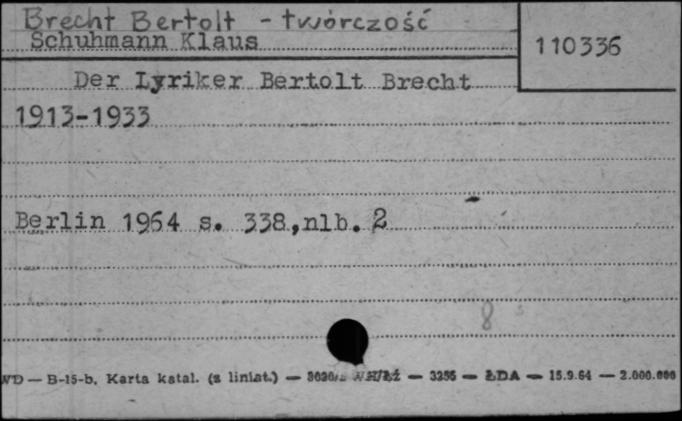 Brecht Bertolt - twórczość
Schuhmann Klaus
110336
Der Lyriker Bertolt Brecht
1913-1933
Berlin 1964 s. 338,nlb. 2
8
WD — B-15-b. Karta katal. (z liniat.) — — 3255 — ŁDA — 15.9.64 — 2.000.000